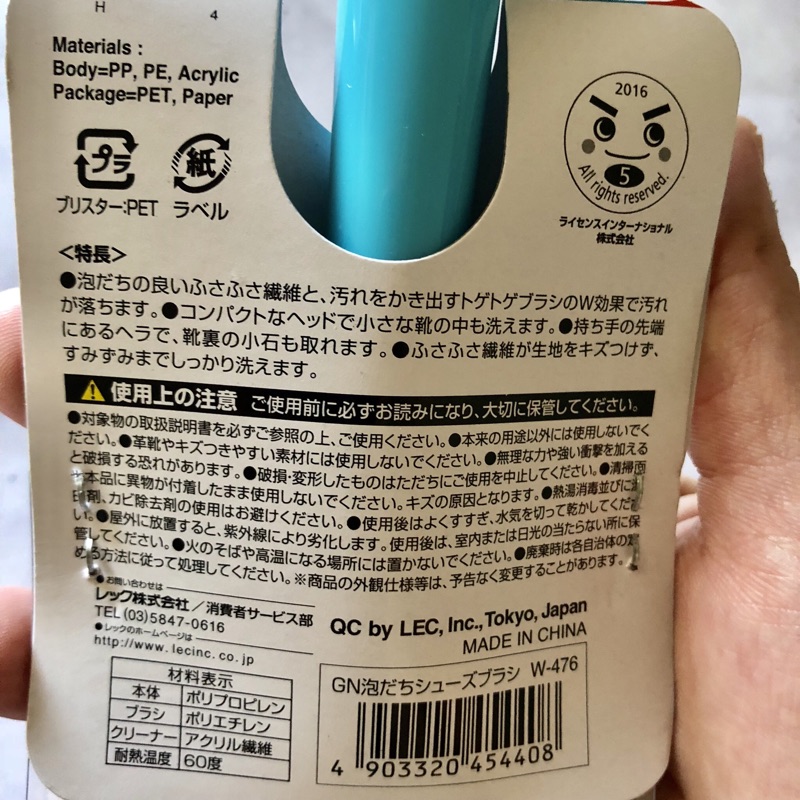 H
4
Materials :
Body=PP, PE, Acrylic
Package=PET, Paper
プラ
紙
ブリスター:PET ラベル
2016
5
All rights reserved.
ライセンスインターナショナル
株式会社
<特長>
●泡だちの良いふさふさ繊維と、汚れをかき出すトゲトゲブラシのW効果で汚れ
が落ちます。●コンパクトなヘッドで小さな靴の中も洗えます。●持ち手の先端
にあるヘラで、靴裏の小石も取れます。●ふさふさ繊維が生地をキズつけず、
すみずみまでしっかり洗えます。
使用上の注意 ご使用前に必ずお読みになり、大切に保管してください。
●対象物の取扱説明書を必ずご参照の上、ご使用ください。●本来の用途以外には使用しないでく
ださい。●革靴やキズつきやすい素材には使用しないでください。●無理な力や強い衝撃を加える
と破損する恐れがあります。●破損・変形したものはただちにご使用を中止してください。●清掃面
本品に異物が付着したまま使用しないでください。キズの原因となります。●熱湯消毒並びに
剤、カビ除去剤の使用はお避けください。●使用後はよくすすぎ、水気を切って乾かしてくだ
い。●屋外に放置すると、紫外線により劣化します。使用後は、室内または日光の当たらない所に保
管してください。●火のそばや高温になる場所には置かないでください。●廃棄時は各自治体の
める方法に従って処理してください。※商品の外観仕様等は、予告なく変更することがあります。
●お問い合わせは
レック株式会社/消費者サービス部
TEL (03)5847-0616
●レックのホームページは
http://www.lecinc.co.jp
QC by LEC, Inc., Tokyo, Japan
MADE IN CHINA
材料表示
本体 ポリプロピレン
ブラシ ポリエチレン
クリーナー アクリル繊維
耐熱温度 60度
GN泡だちシューズブラシ W-476
4 903320 454408